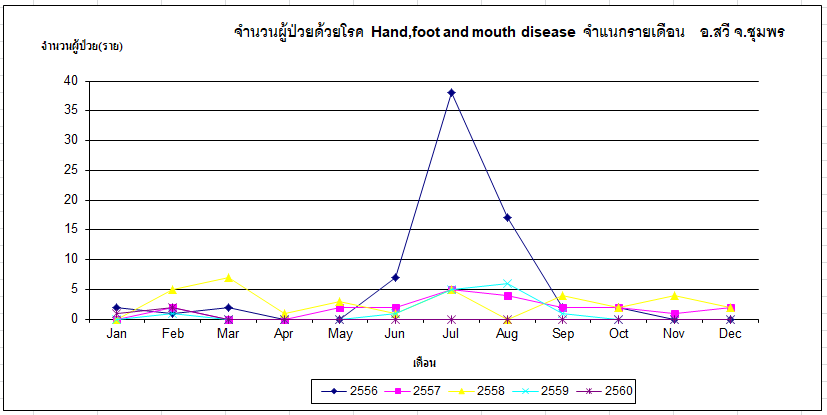 จำนวนผู้ป่วยด้วยโรค Hand,foot and mouth disease จำแนกรายเดือน อ.สวี จ.ชุมพร
จำนวนผู้ป่วย(ราย)
40
35
30
25
20
15
10
5
0
Jan Feb Mar Apr May Jun Jul Aug Sep Oct Nov Dec
เดือน
2556 2557 2558 2559 2560